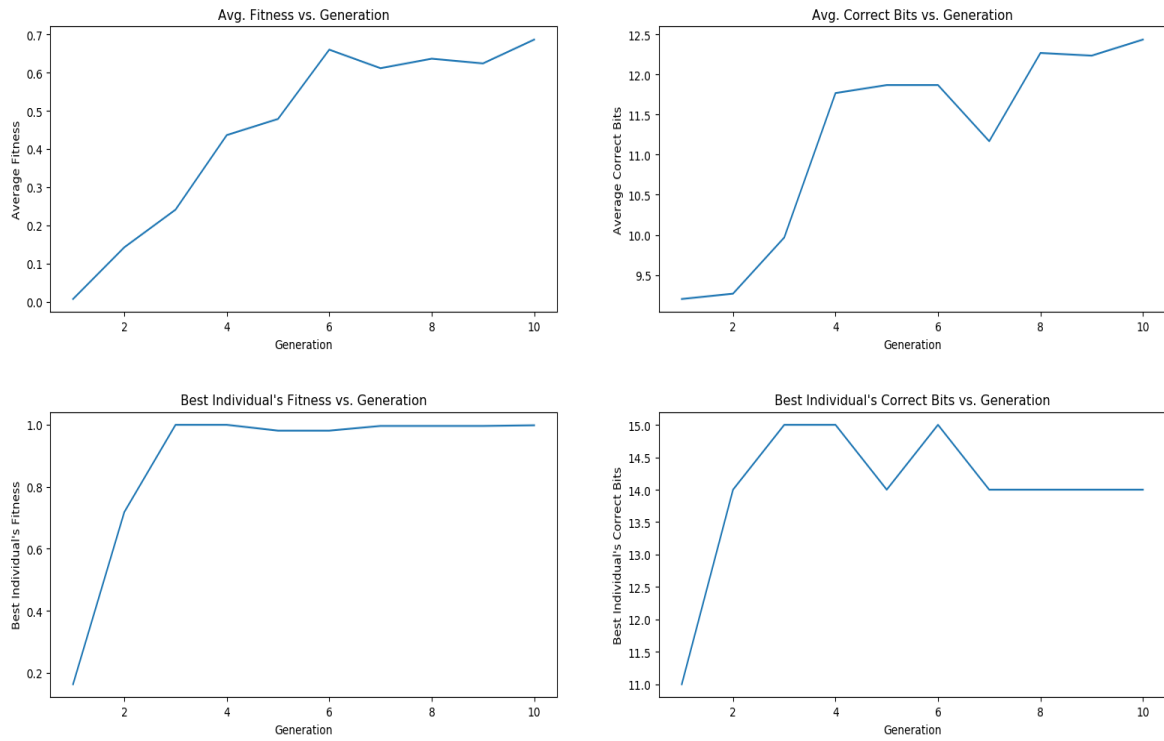 Avg. Fitness vs. Generation
0.7
0.6
0.5
0.4
0.3
0.2
0.1
0.0
Average Fitness
2 4 6 8 10
Generation
Avg. Correct Bits vs. Generation
12.5
12.0
11.5
11.0
10.5
10.0
9.5
Average Correct Bits
2 4 6 8 10
Generation
Best Individual's Fitness vs. Generation
1.0
0.8
0.6
0.4
0.2
Best Individual's Fitness
2 4 6 8 10
Generation
Best Individual's Correct Bits vs. Generation
15.0
14.5
14.0
13.5
13.0
12.5
12.0
11.5
11.0
Best Individual's Correct Bits
2 4 6 8 10
Generation